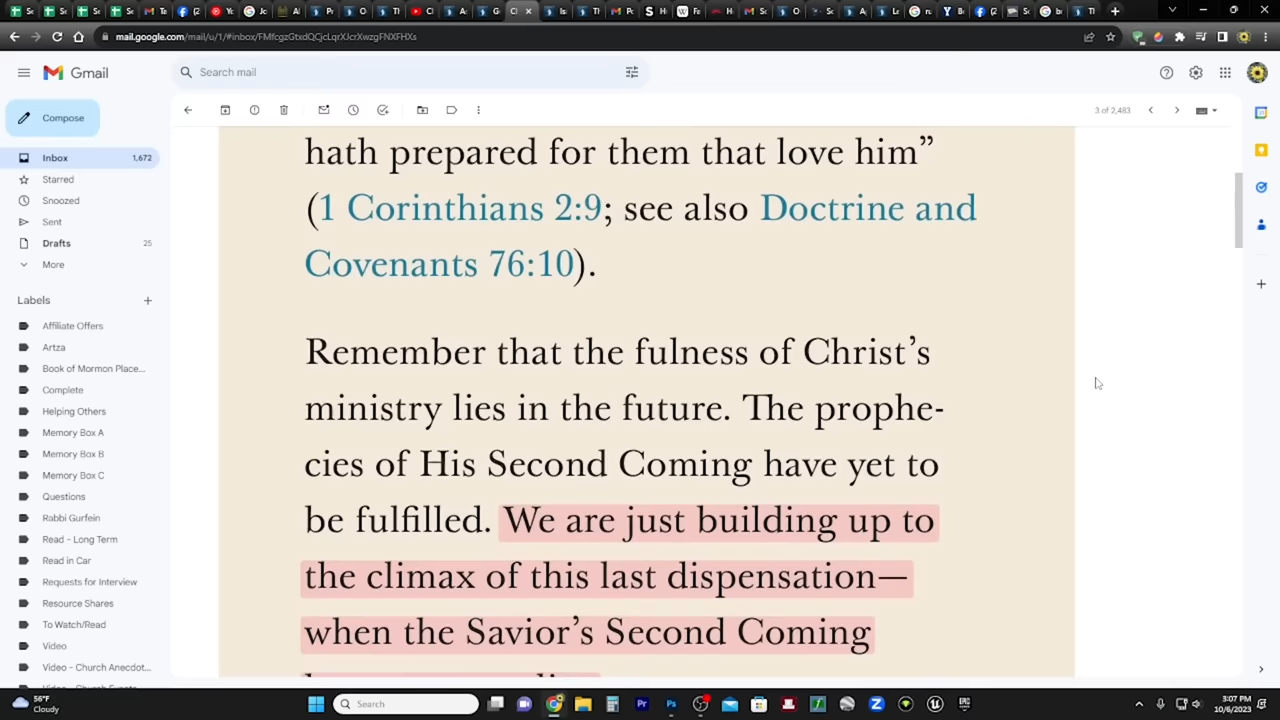 mail.google.com/mail/u/1/#inbox/FMfcgzGtxdQCjcLqrXJcrXwzgFNXFHXs
Gmail
Search mail
Compose
3 of 2,483
Inbox 1,672
Starred
Snoozed
Sent
Drafts 25
More
Labels
Affiliate Offers
Artza
Book of Mormon Place...
Complete
Helping Others
Memory Box A
Memory Box B
Memory Box C
Questions
Rabbi Gurfein
Read - Long Term
Read in Car
Requests for Interview
Resource Shares
To Watch/Read
Video
Video - Church Anecdot...
hath prepared for them that love him”
(1 Corinthians 2:9; see also Doctrine and
Covenants 76:10).
Remember that the fulness of Christ’s
ministry lies in the future. The prophe-
cies of His Second Coming have yet to
be fulfilled. We are just building up to
the climax of this last dispensation—
when the Savior’s Second Coming
56°F
Cloudy
Search
3:07 PM
10/6/2023